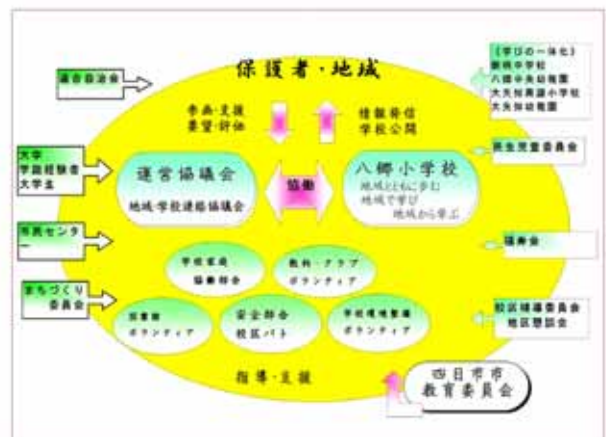 保護者・地域
連合自治会
参画・支援
要望・評価
情報発信
学校公開
《学びの一体化》
八郷中央幼稚園
大矢知興譲小学校
大矢知幼稚園
大学
学識経験者
大学生
運営協議会
地域・学校連絡協議会
協働
八郷小学校
地域とともに歩む
地域で学び
地域から学ぶ
民生児童委員会
市民センタ
ー
学校家庭
協働部会
教科・クラブ
ボランティア
まちづくり
委員会
図書館
ボランティア
安全部会
校区パト
学校環境整備
ボランティア
校区補導委員会
地区懇談会
指導・支援
四日市市
教育委員会